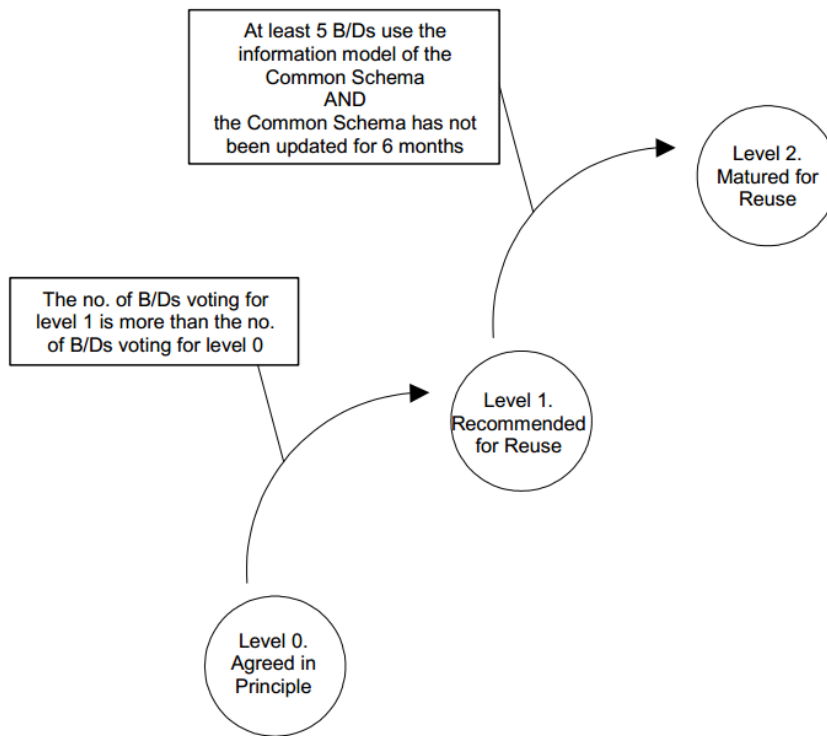 At least 5 B/Ds use the
information model of the
Common Schema
AND
the Common Schema has not
been updated for 6 months
Level 2.
Matured for
Reuse
The no. of B/Ds voting for
level 1 is more than the no.
of B/Ds voting for level 0
Level 1.
Recommended
for Reuse
Level 0.
Agreed in
Principle